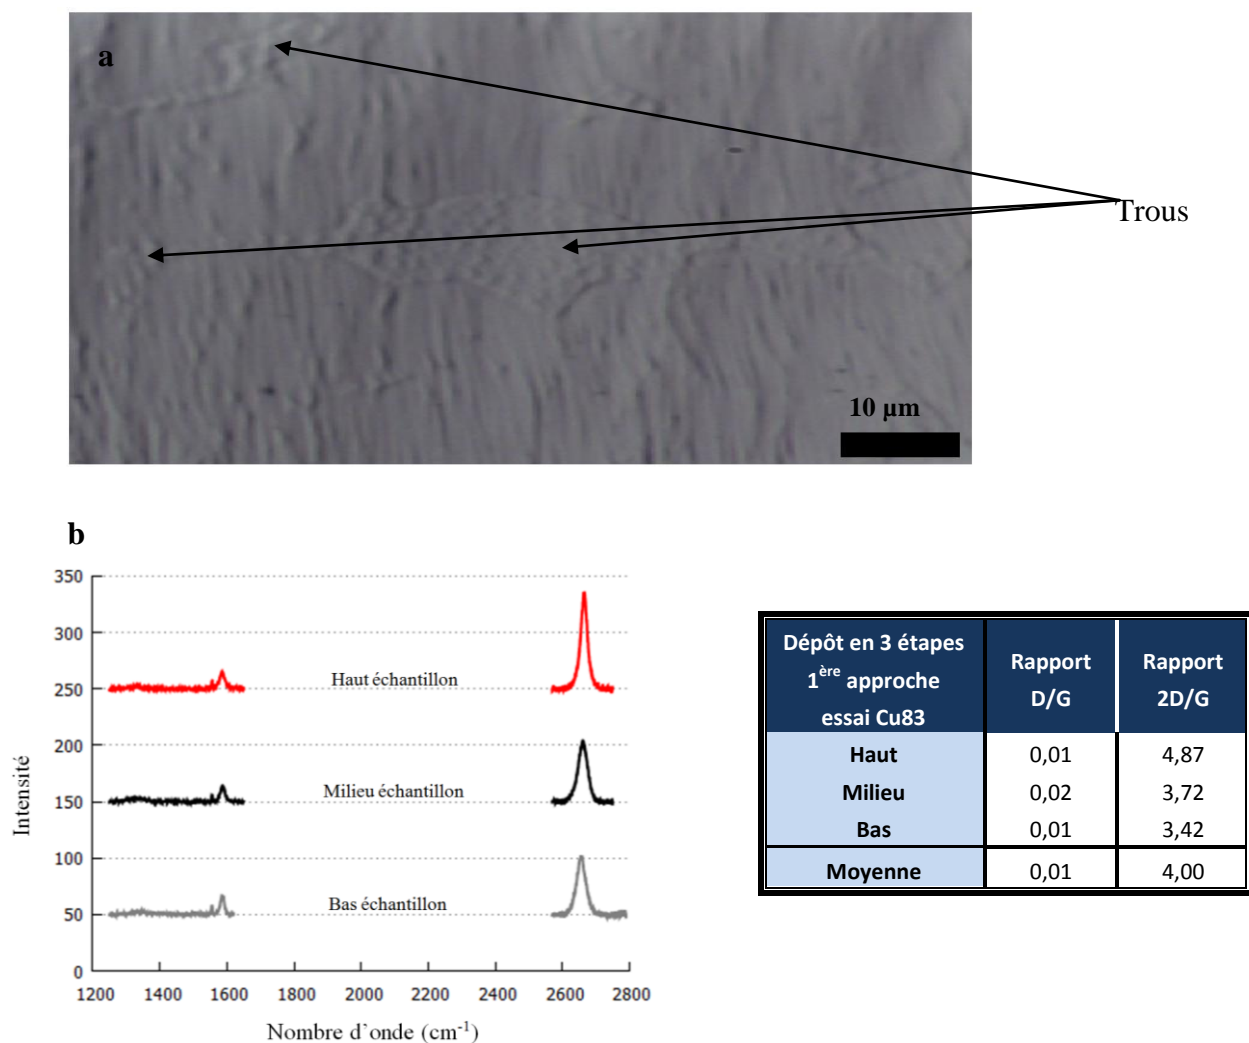 a
Trous
10 µm
b
350
300
250
200
150
100
50
0
Intensité
Haut échantillon
Milieu échantillon
Bas échantillon
1200 1400 1600 1800 2000 2200 2400 2600 2800
Nombre d’onde (cm⁻¹)
Dépôt en 3 étapes
1ère approche
essai Cu83
Rapport
D/G
Rapport
2D/G
Haut 0,01 4,87
Milieu 0,02 3,72
Bas 0,01 3,42
Moyenne 0,01 4,00